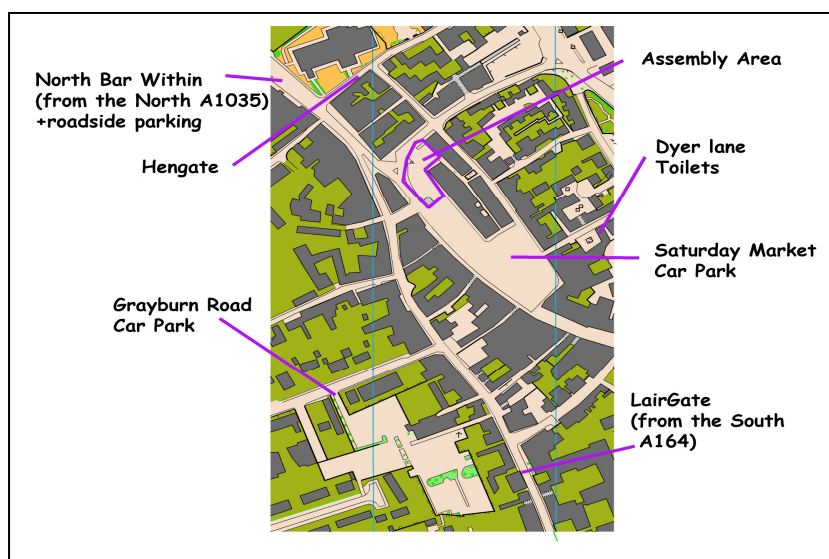 North Bar Within
(from the North A1035)
+roadside parking
Hengate
Assembly Area
Dyer lane
Toilets
Saturday Market
Car Park
Grayburn Road
Car Park
LairGate
(from the South
A164)